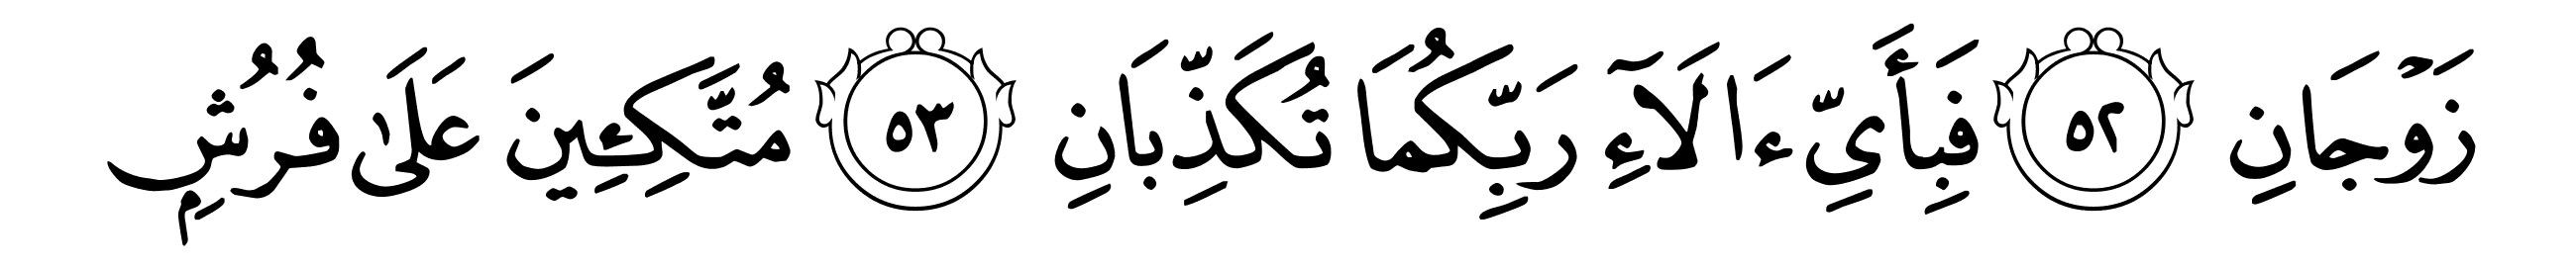 زَوْجَانِ ٥٢ فَبِأَيِّ ءَالَآءِ رَبِّكُمَا تُكَذِّبَانِ ٥٣ مُتَّكِـِٔينَ عَلَىٰ فُرُشٍۭ